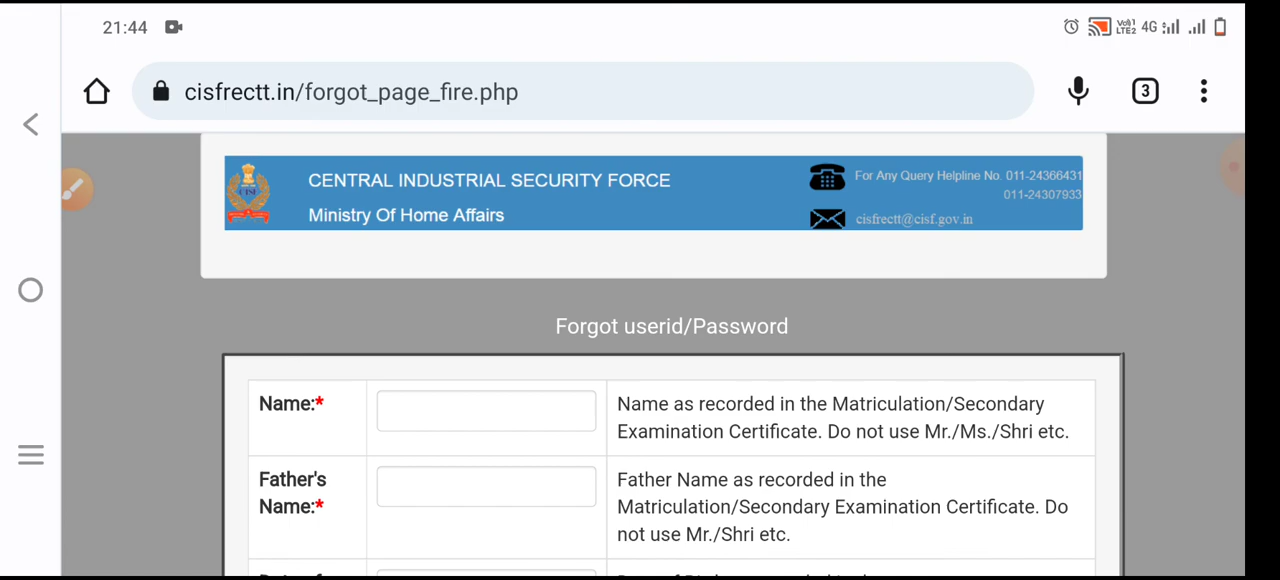 21:44
Vo)) 1
LTE2
4G
cisfrectt.in/forgot_page_fire.php
3
CENTRAL INDUSTRIAL SECURITY FORCE
Ministry Of Home Affairs
For Any Query Helpline No. 011-24366431
011-24307933
cisfrectt@cisf.gov.in
Forgot userid/Password
Name:*
Name as recorded in the Matriculation/Secondary
Examination Certificate. Do not use Mr./Ms./Shri etc.
Father's
Name:*
Father Name as recorded in the
Matriculation/Secondary Examination Certificate. Do
not use Mr./Shri etc.